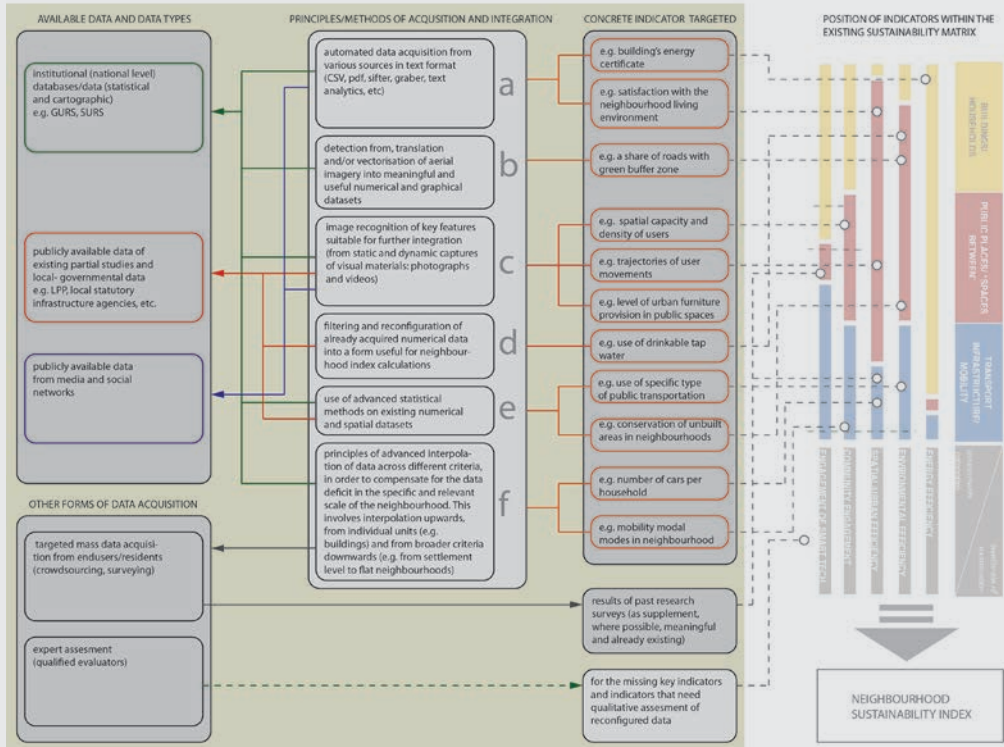 AVAILABLE DATA AND DATA TYPES
institutional (national level)
databases/data (statistical
and cartographic)
e.g. GURS, SURS
publicly available data of
existing partial studies and
local- governmental data
e.g. LPP, local statutory
infrastructure agencies, etc.
publicly available data
from media and social
networks
OTHER FORMS OF DATA ACQUISITION
targeted mass data acquisi-
tion from endusers/residents
(crowdsourcing, surveying)
expert assesment
(qualified evaluators)
PRINCIPLES/METHODS OF ACQUSITION AND INTEGRATION
automated data acquisition from
various sources in text format
(CSV, pdf, sifter, graber, text
analytics, etc)
a
detection from, translation
and/or vectorisation of aerial
imagery into meaningful and
useful numerical and graphical
datasets
b
image recognition of key features
suitable for further integration
(from static and dynamic captures
of visual materials: photographs
and videos)
c
filtering and reconfiguration of
already acquired numerical data
into a form useful for neighbour-
hood index calculations
d
use of advanced statistical
methods on existing numerical
and spatial datasets
e
principles of advanced interpola-
tion of data across different criteria,
in order to compensate for the data
deficit in the specific and relevant
scale of the neighbourhood. This
involves interpolation upwards,
from individual units (e.g.
buildings) and from broader criteria
downwards (e.g. from settlement
level to flat neighbourhoods)
f
CONCRETE INDICATOR TARGETED
e.g. building's energy
certificate
e.g. satisfaction with the
neighbourhood living
environment
e.g. a share of roads with
green buffer zone
e.g. spatial capacity and
density of users
e.g. trajectories of user
movements
e.g. level of urban furniture
provision in public spaces
e.g. use of drinkable tap
water
e.g. use of specific type
of public transportation
e.g. conservation of unbuilt
areas in neighbourhoods
e.g. number of cars per
household
e.g. mobility modal
modes in neighbourhood
results of past research
surveys (as supplement,
where possible, meaningful
and already existing)
for the missing key indicators
and indicators that need
qualitative assesment of
reconfigured data
POSITION OF INDICATORS WITHIN THE
EXISTING SUSTAINABILITY MATRIX
BUILDINGS/
HOUSEHOLDS
PUBLIC PLACES/ 'SPACES
BETWEEN'
TRANSPORT
INFRASTRUCTURE/
MOBILITY
COMMUNITY ENGAGEMENT
SPATIAL/URBAN EFFICIENCY
ENVIRONMENTAL EFFICIENCY
ENERGY EFFICIENCY
NEIGHBOURHOOD
SUSTAINABILITY INDEX